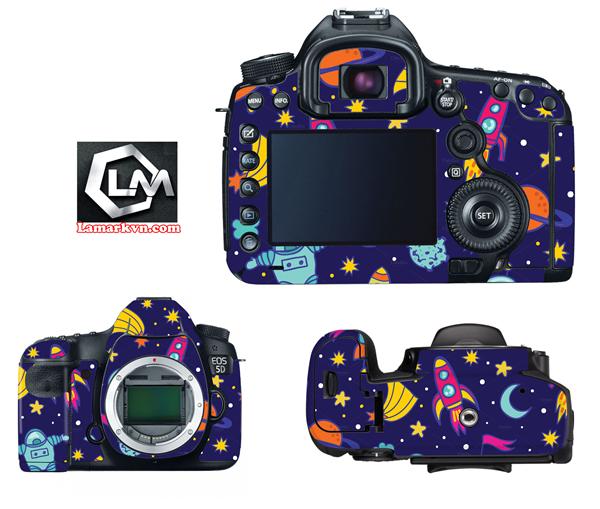 LM
Lamarkvn.com
MENU
INFO.
RATE
START/
STOP
AF-ON
Q
SET
EOS
5D